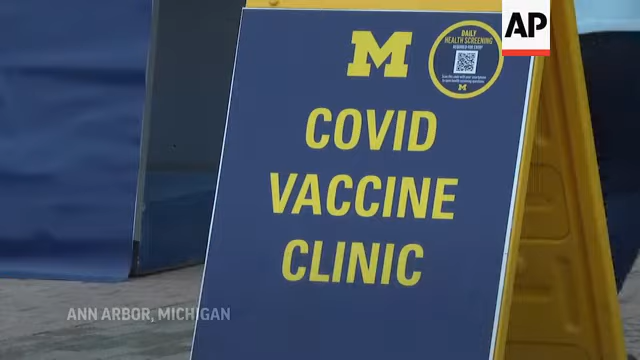 AP
M
DAILY
HEALTH SCREENING
COVID
VACCINE
CLINIC
ANN ARBOR, MICHIGAN